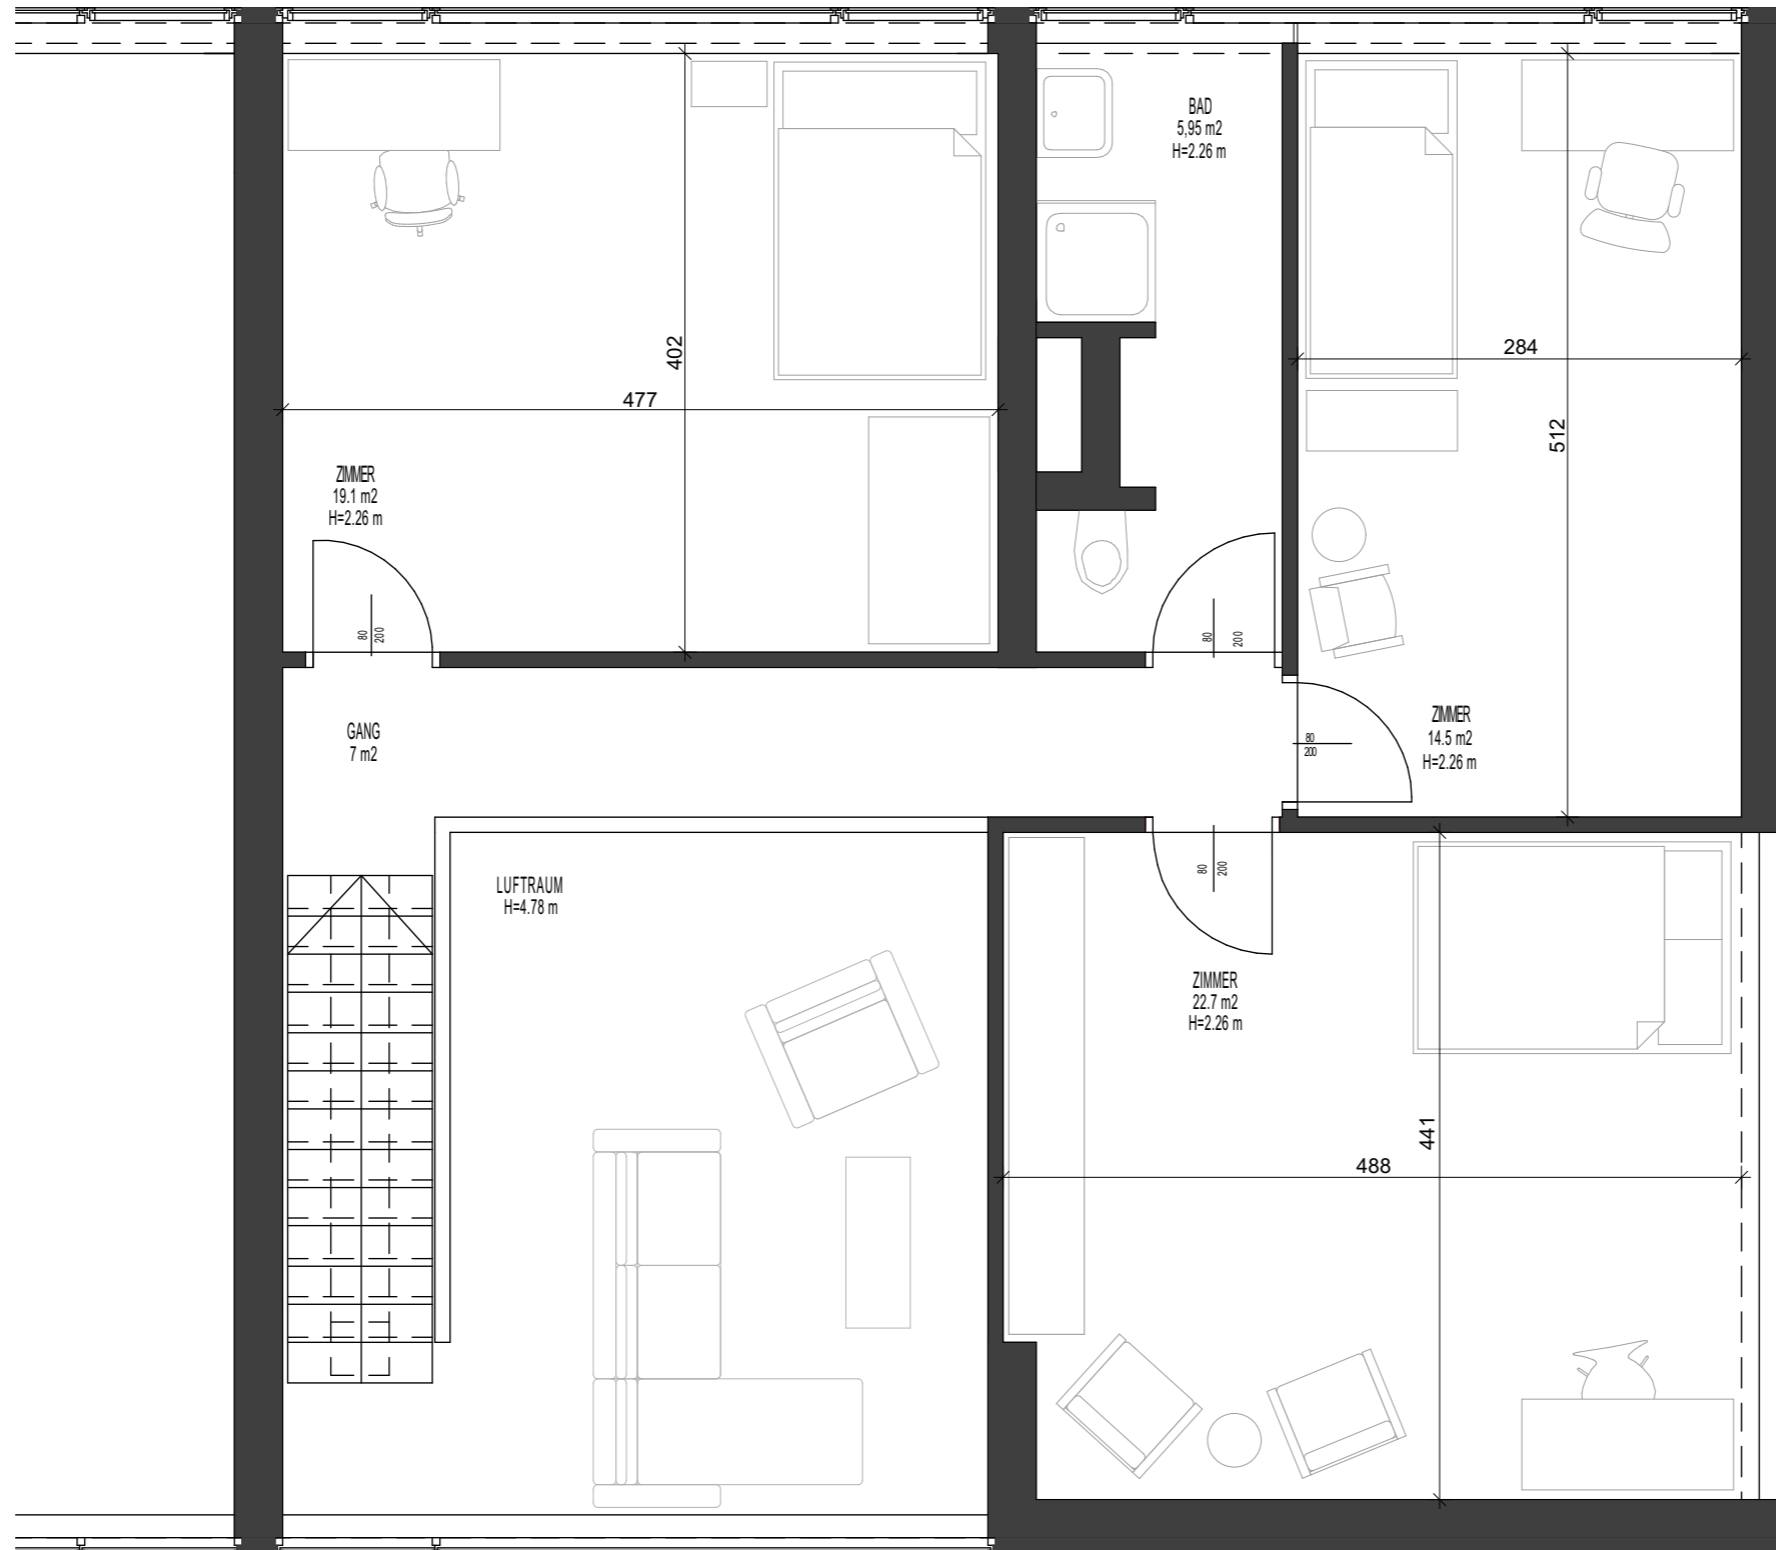 BAD
5,95 m2
H=2.26 m
402
477
284
512
ZIMMER
19.1 m2
H=2.26 m
80
200
80
200
GANG
7 m2
80
200
ZIMMER
14.5 m2
H=2.26 m
LUFTRAUM
H=4.78 m
80
200
ZIMMER
22.7 m2
H=2.26 m
441
488